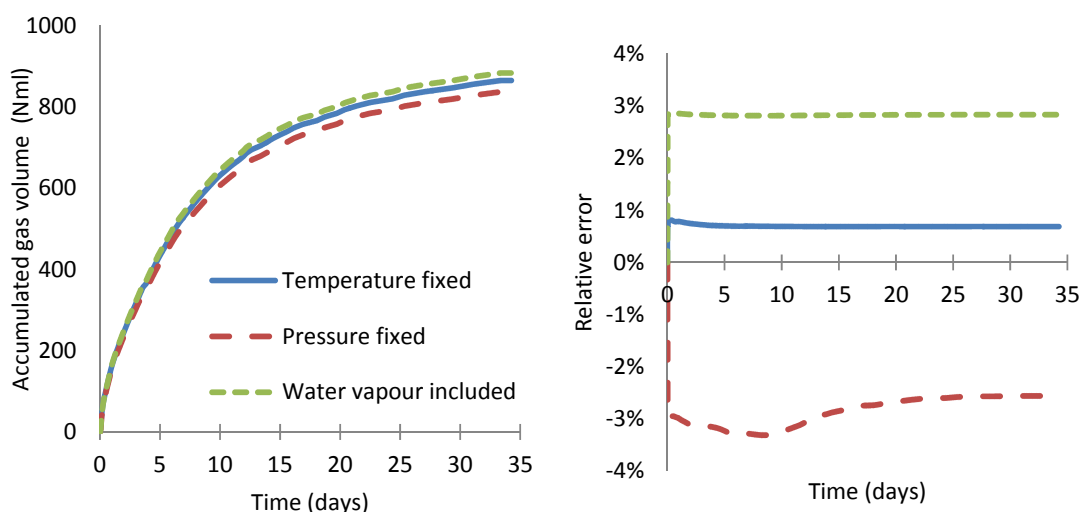 Accumulated gas volume (Nml)
1000
800
600
400
200
0
Temperature fixed
Pressure fixed
Water vapour included
0 5 10 15 20 25 30 35
Time (days)
Relative error
4%
3%
2%
1%
0%
-1%
-2%
-3%
-4%
0 5 10 15 20 25 30 35
Time (days)